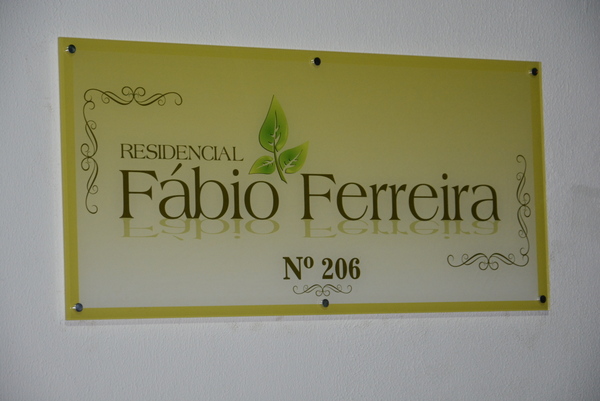 RESIDENCIAL
Fábio Ferreira
Nº 206